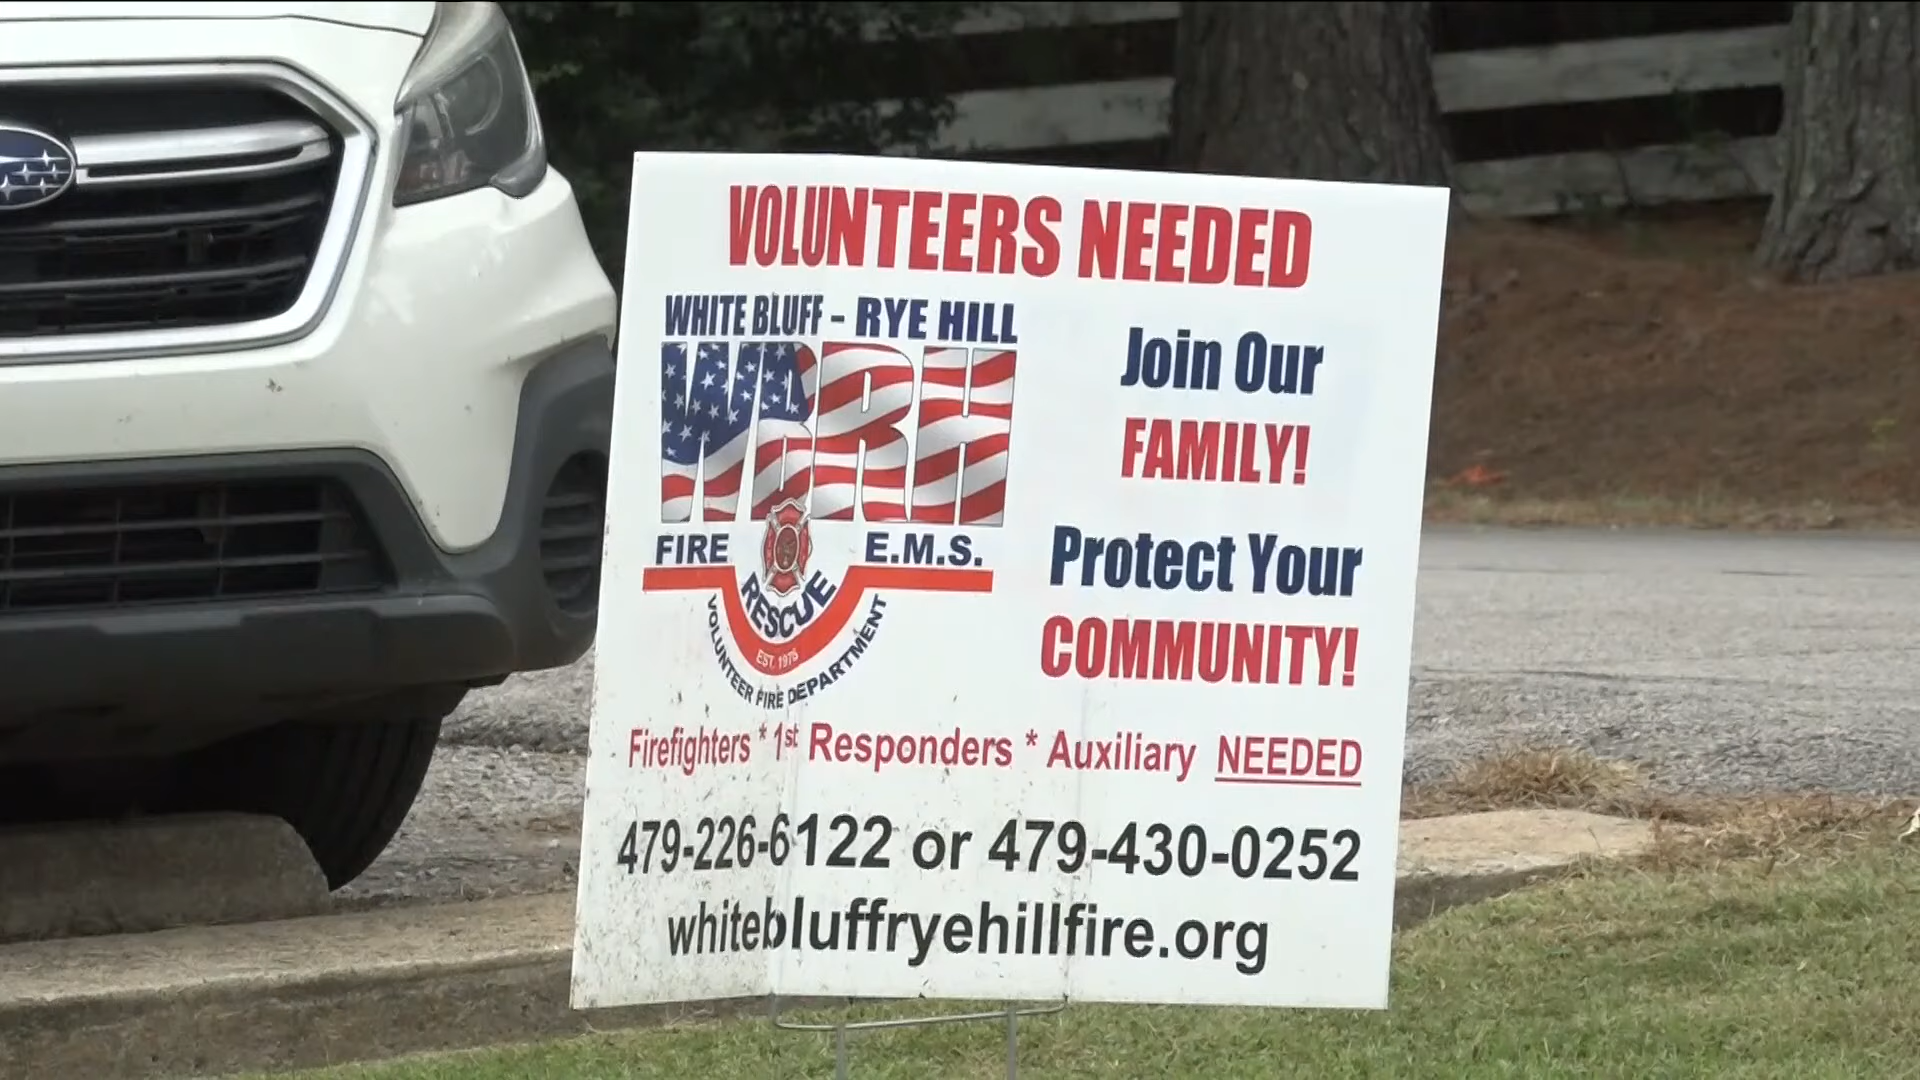 VOLUNTEERS NEEDED
WHITE BLUFF - RYE HILL
WBRH
FIRE E.M.S.
RESCUE
EST. 1975
VOLUNTEER FIRE DEPARTMENT
Join Our
FAMILY!
Protect Your
COMMUNITY!
Firefighters * 1st Responders * Auxiliary NEEDED
479-226-6122 or 479-430-0252
whitebluffryehillfire.org